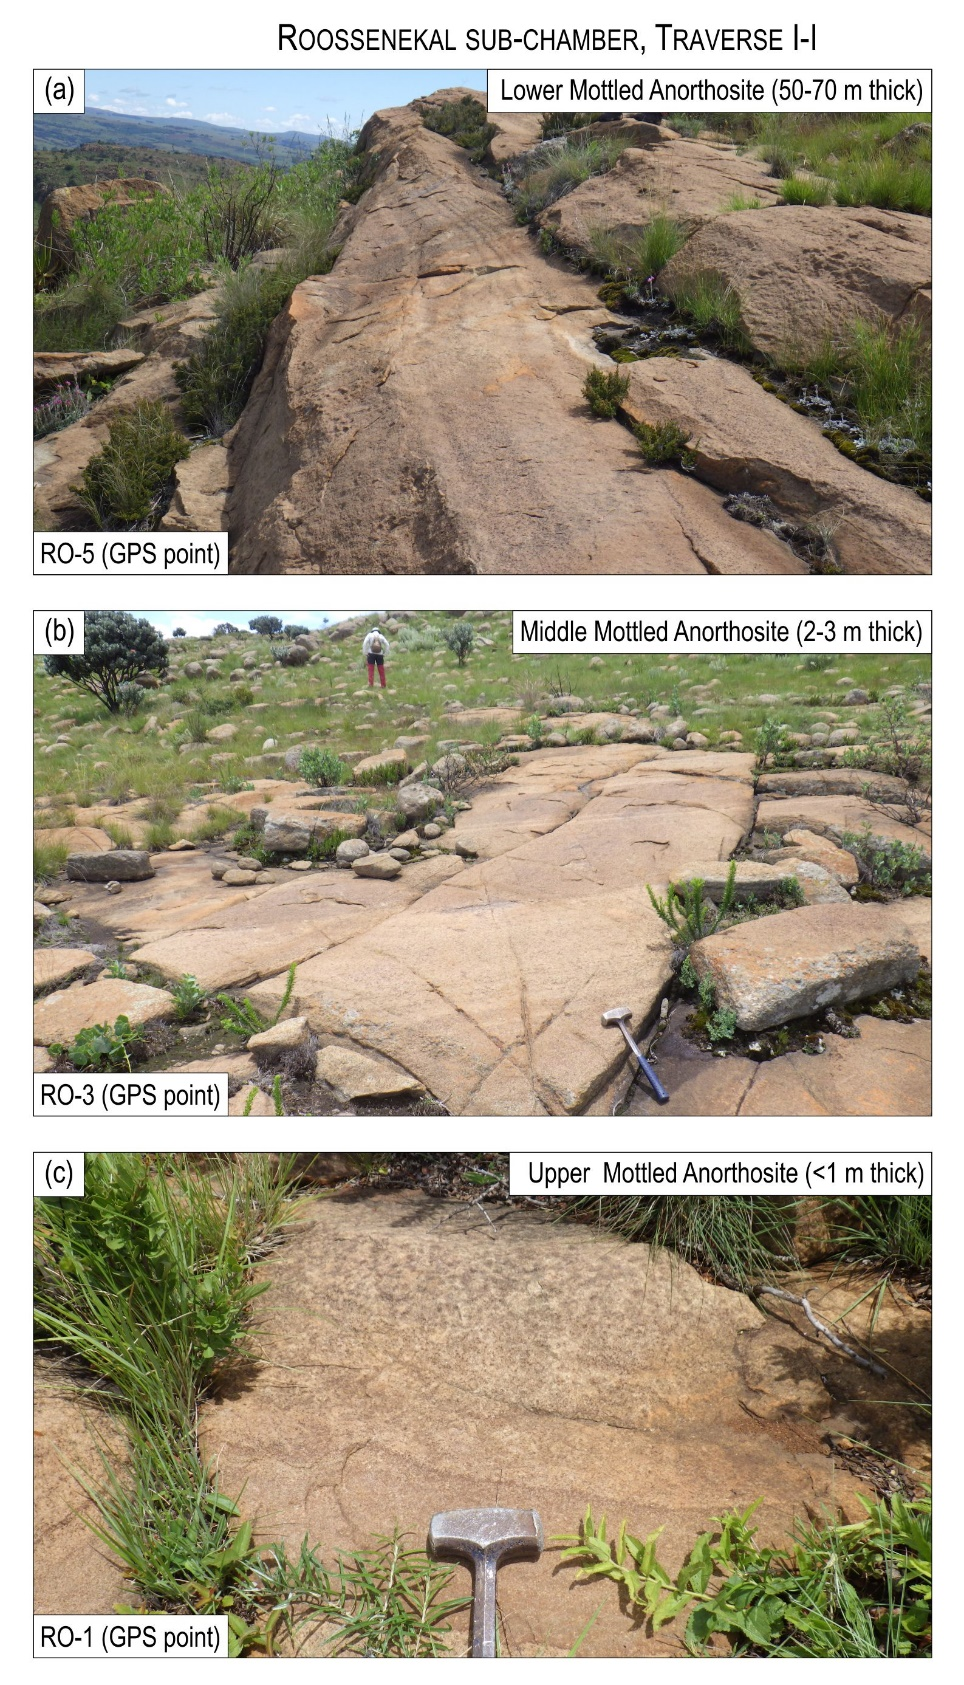 Roossenekal sub-chamber, Traverse I-I
(a)
Lower Mottled Anorthosite (50-70 m thick)
RO-5 (GPS point)
(b)
Middle Mottled Anorthosite (2-3 m thick)
RO-3 (GPS point)
(c)
Upper Mottled Anorthosite (<1 m thick)
RO-1 (GPS point)